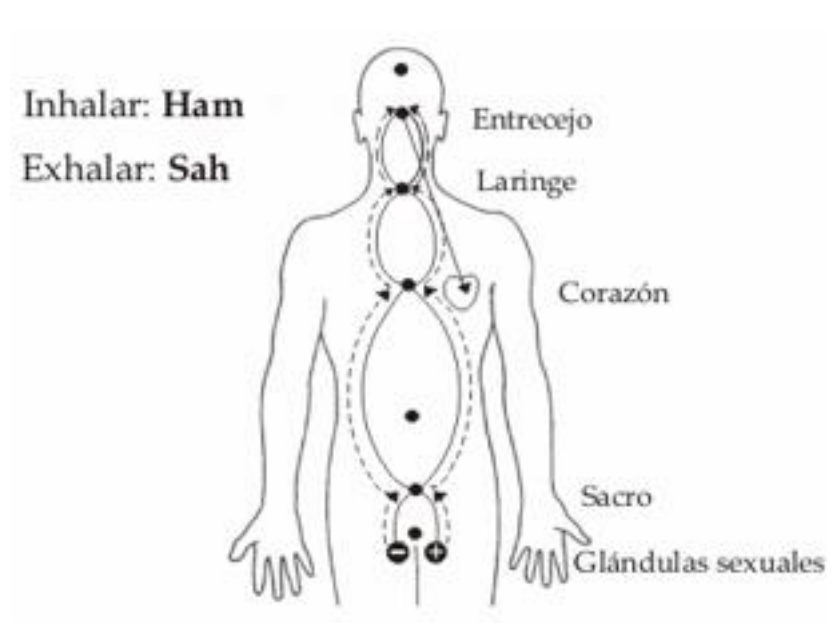 Inhalar: Ham
Exhalar: Sah
Entrecejo
Laringe
Corazón
Sacro
Glándulas sexuales